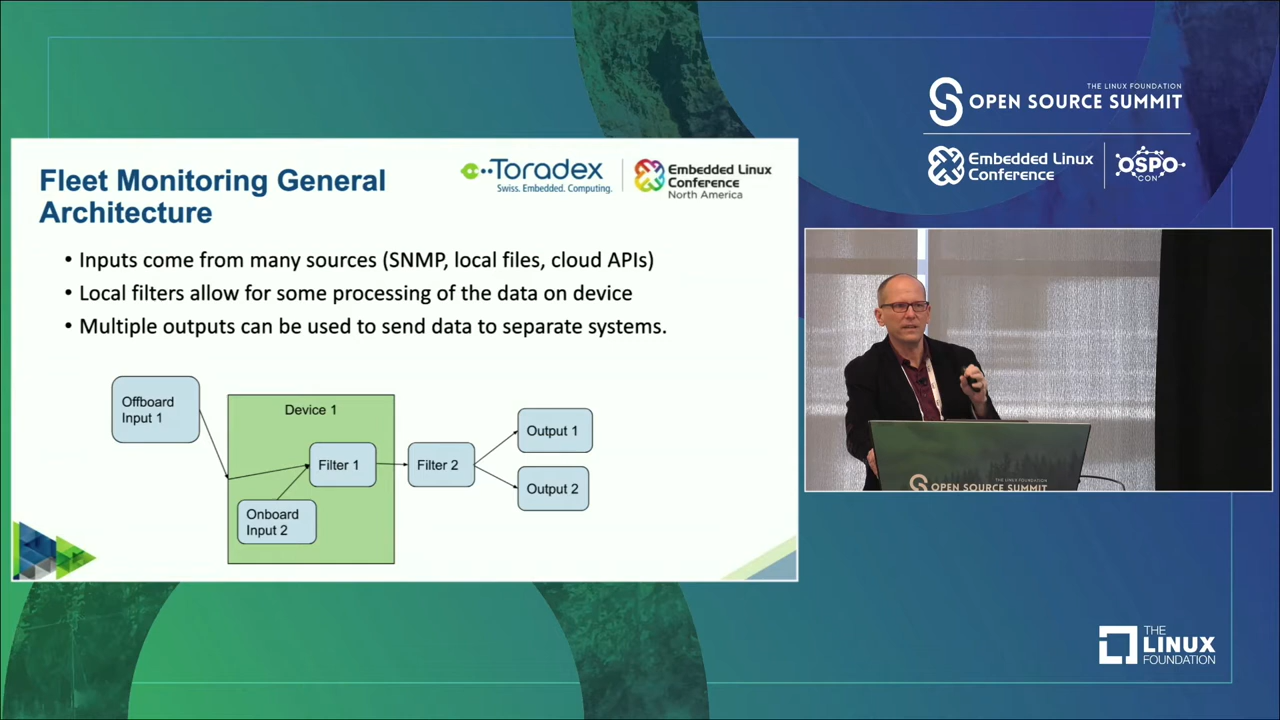 Fleet Monitoring General
Architecture
Toradex
Swiss. Embedded. Computing.
Embedded Linux
Conference
North America
• Inputs come from many sources (SNMP, local files, cloud APIs)
• Local filters allow for some processing of the data on device
• Multiple outputs can be used to send data to separate systems.
Offboard
Input 1
Device 1
Filter 1
Onboard
Input 2
Filter 2
Output 1
Output 2
THE LINUX FOUNDATION
OPEN SOURCE SUMMIT
Embedded Linux
Conference
OSPO
CON
OPEN SOURCE SUMMIT
THE
LINUX
FOUNDATION